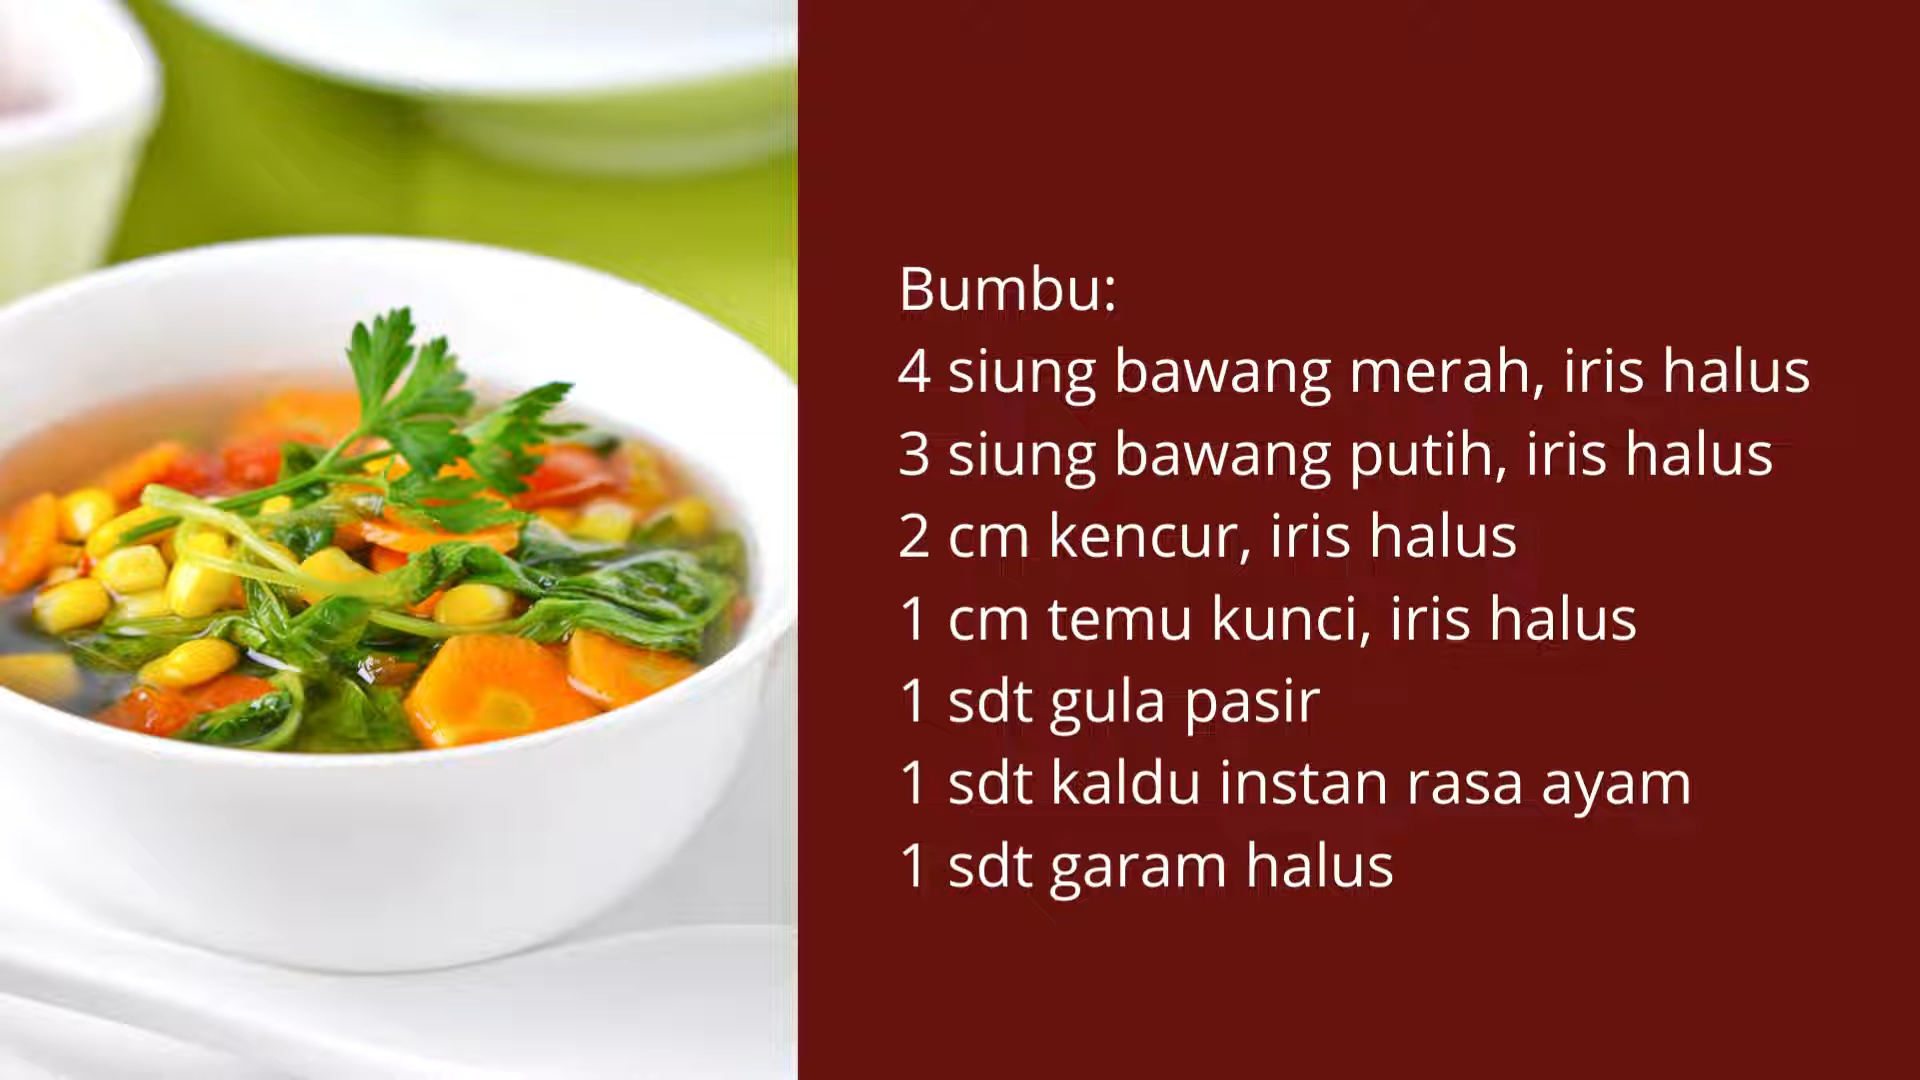 Bumbu:
4 siung bawang merah, iris halus
3 siung bawang putih, iris halus
2 cm kencur, iris halus
1 cm temu kunci, iris halus
1 sdt gula pasir
1 sdt kaldu instan rasa ayam
1 sdt garam halus